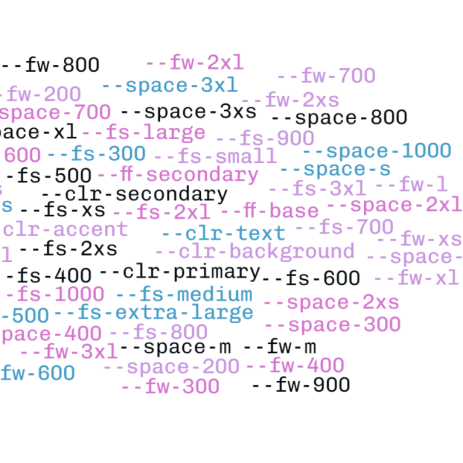 --fw-800 --fw-2xl
--fw-700
--space-3xl
-fw-200 --fw-2xs
space-700 --space-3xs --space-800
ace-xl --fs-large --fs-900
600 --fs-300 --fs-small --space-1000
-fs-500 --ff-secondary --space-s
--clr-secondary --fs-3xl --fw-l
s --fs-xs --fs-2xl --ff-base --space-2xl
clr-accent --clr-text --fs-700
--fw-xs
l --fs-2xs --clr-background --space-
-fs-400 --clr-primary --fs-600 --fw-xl
-fs-1000 --fs-medium --space-2xs
-500 --fs-extra-large
pace-400 --fs-800 --space-300
--fw-3xl --space-m --fw-m
fw-600 --space-200 --fw-400
--fw-300 --fw-900